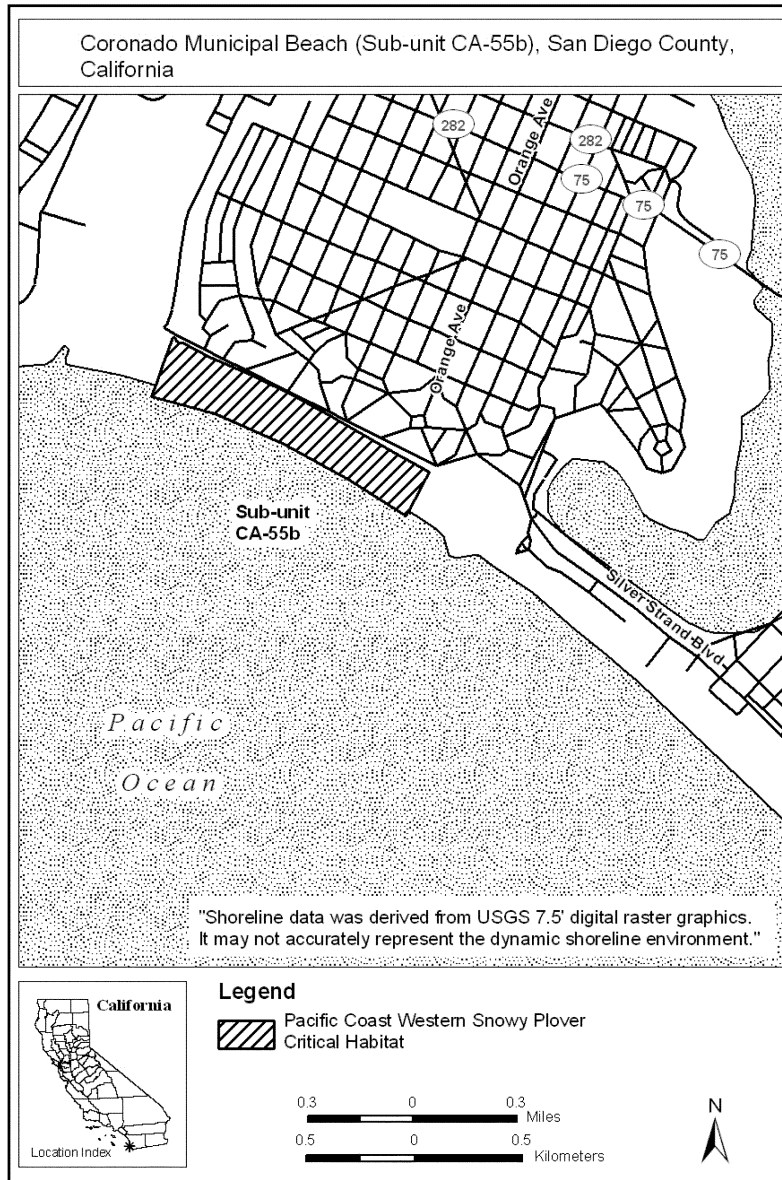 Coronado Municipal Beach (Sub-unit CA-55b), San Diego County,
California
282
Orange Ave
282
75
75
75
Orange Ave
Sub-unit
CA-55b
Silver Strand Blvd
Pacific
Ocean
"Shoreline data was derived from USGS 7.5' digital raster graphics.
It may not accurately represent the dynamic shoreline environment."
California
Location Index
Legend
Pacific Coast Western Snowy Plover
Critical Habitat
0.3 0 0.3
Miles
0.5 0 0.5
Kilometers
N